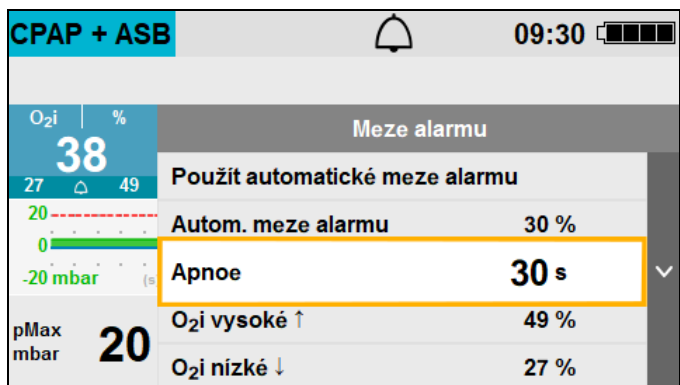 CPAP + ASB 09:30
O₂i %
38
27 49
Meze alarmu
Použít automatické meze alarmu
Autom. meze alarmu 30 %
Apnoe 30 s
O₂i vysoké ↑ 49 %
O₂i nízké ↓ 27 %
20
0
-20 mbar (s
pMax
mbar 20